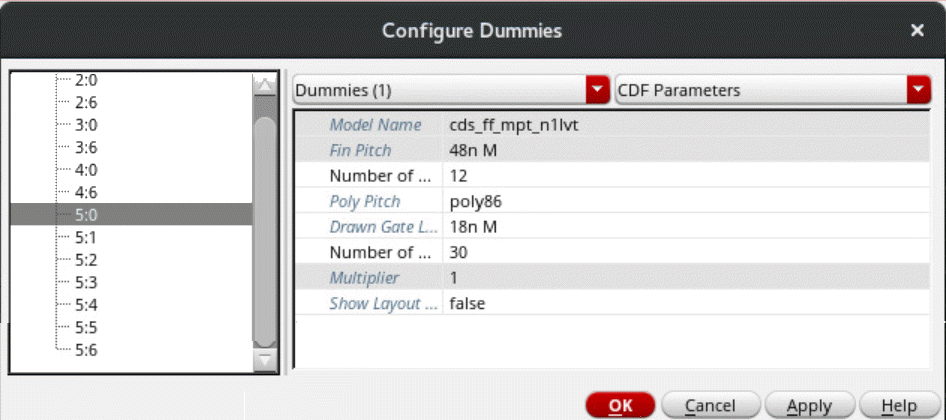 Configure Dummies
2:0
2:6
3:0
3:6
4:0
4:6
5:0
5:1
5:2
5:3
5:4
5:5
5:6
Dummies (1)
CDF Parameters
Model Name cds_ff_mpt_n1lvt
Fin Pitch 48n M
Number of ... 12
Poly Pitch poly86
Drawn Gate L... 18n M
Number of ... 30
Multiplier 1
Show Layout ... false
OK Cancel Apply Help